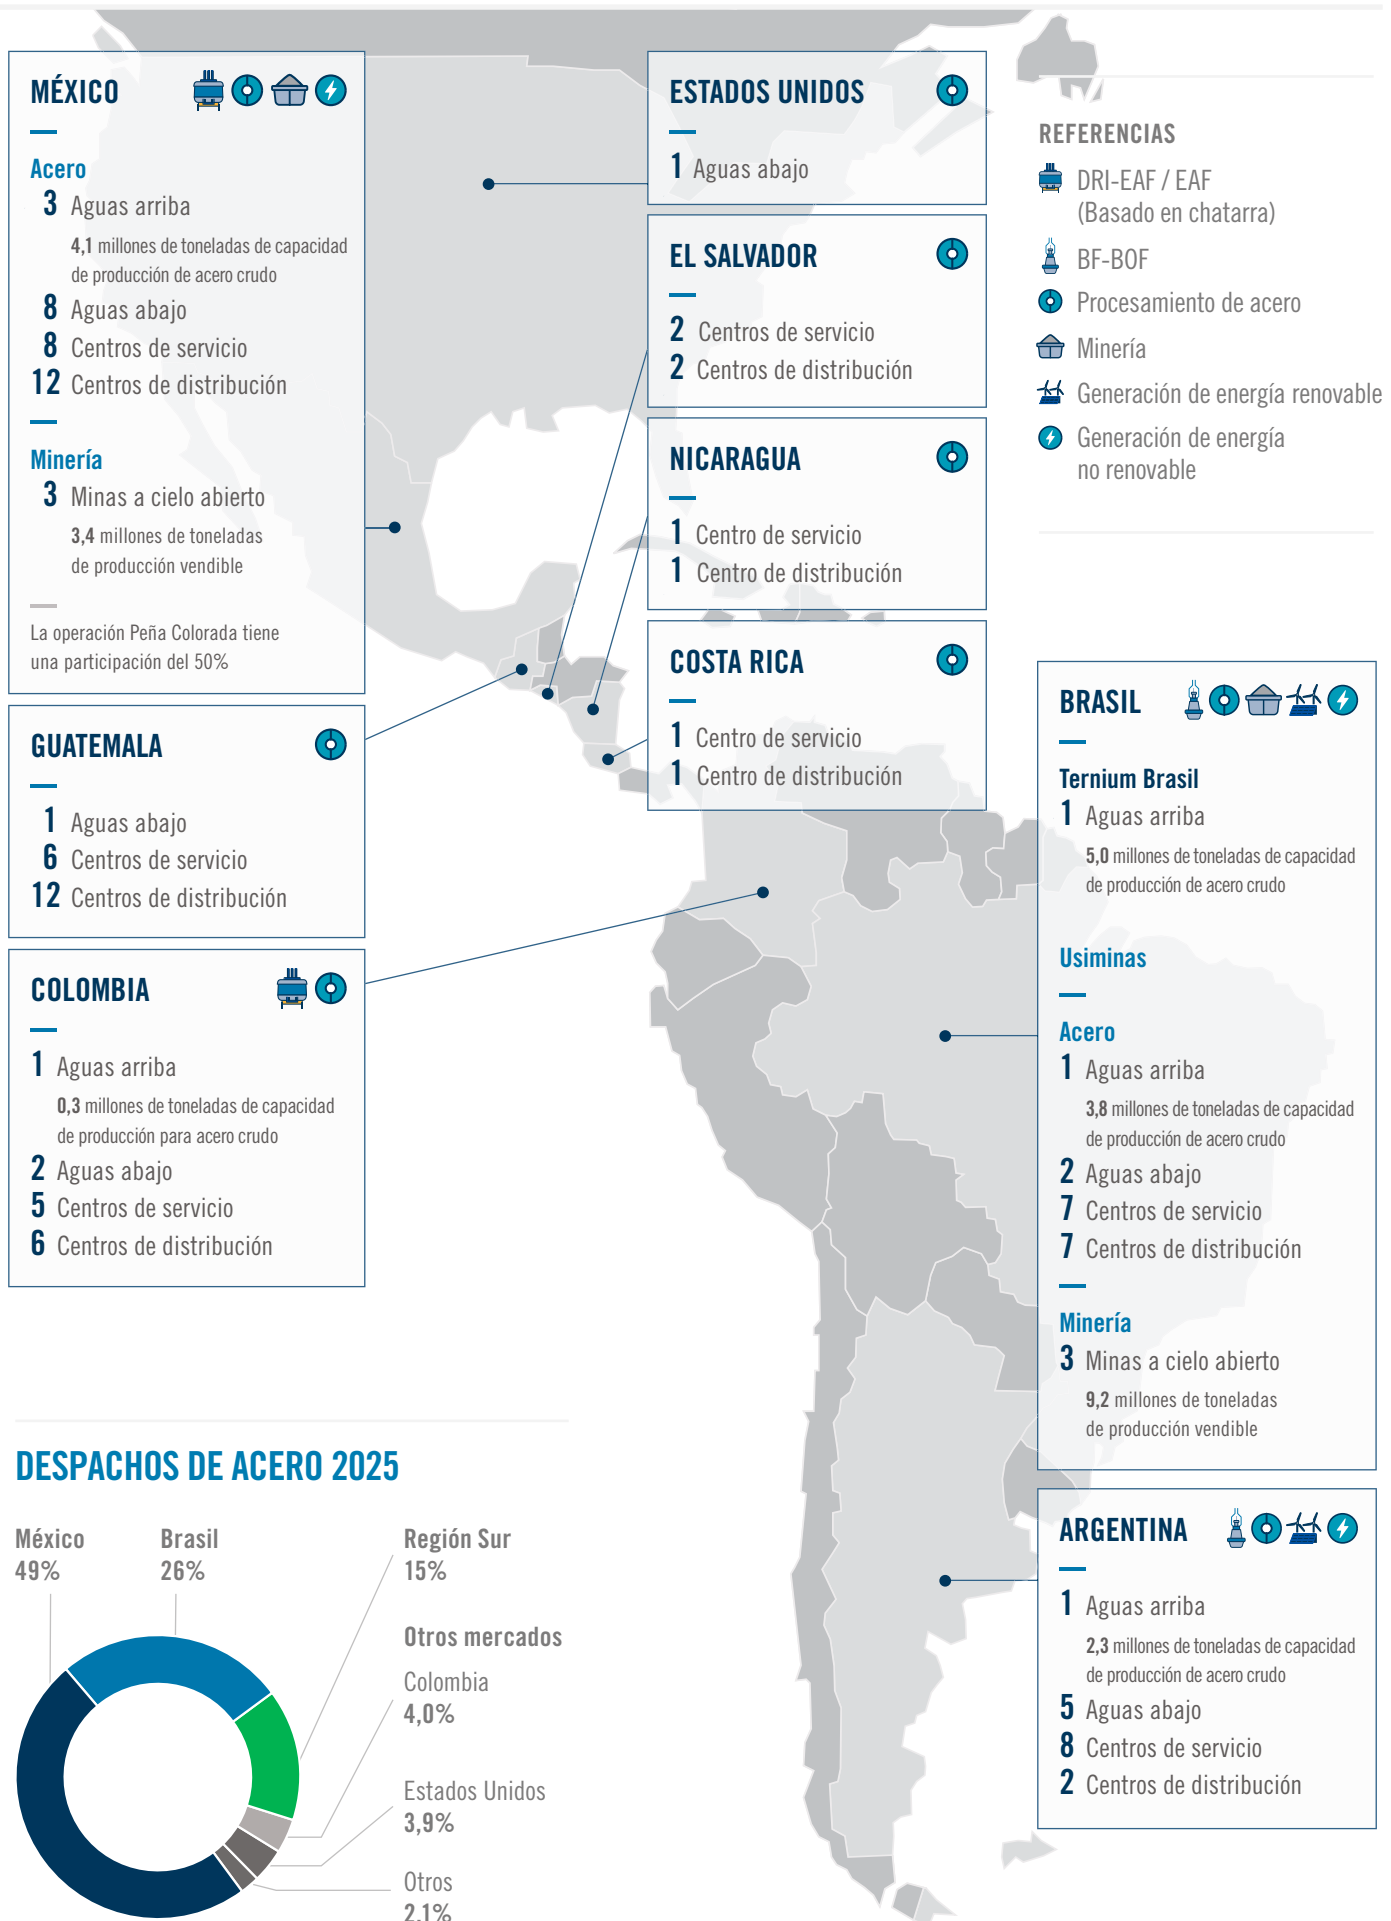 MÉXICO
Acero
3 Aguas arriba
4,1 millones de toneladas de capacidad
de producción de acero crudo
8 Aguas abajo
8 Centros de servicio
12 Centros de distribución
Minería
3 Minas a cielo abierto
3,4 millones de toneladas
de producción vendible
La operación Peña Colorada tiene
una participación del 50%
GUATEMALA
1 Aguas abajo
6 Centros de servicio
12 Centros de distribución
COLOMBIA
1 Aguas arriba
0,3 millones de toneladas de capacidad
de producción para acero crudo
2 Aguas abajo
5 Centros de servicio
6 Centros de distribución
ESTADOS UNIDOS
1 Aguas abajo
EL SALVADOR
2 Centros de servicio
2 Centros de distribución
NICARAGUA
1 Centro de servicio
1 Centro de distribución
COSTA RICA
1 Centro de servicio
1 Centro de distribución
REFERENCIAS
DRI-EAF / EAF
(Basado en chatarra)
BF-BOF
Procesamiento de acero
Minería
Generación de energía renovable
Generación de energía
no renovable
BRASIL
Ternium Brasil
1 Aguas arriba
5,0 millones de toneladas de capacidad
de producción de acero crudo
Usiminas
Acero
1 Aguas arriba
3,8 millones de toneladas de capacidad
de producción de acero crudo
2 Aguas abajo
7 Centros de servicio
7 Centros de distribución
Minería
3 Minas a cielo abierto
9,2 millones de toneladas
de producción vendible
ARGENTINA
1 Aguas arriba
2,3 millones de toneladas de capacidad
de producción de acero crudo
5 Aguas abajo
8 Centros de servicio
2 Centros de distribución
DESPACHOS DE ACERO 2025
México
49%
Brasil
26%
Región Sur
15%
Otros mercados
Colombia
4,0%
Estados Unidos
3,9%
Otros
2,1%